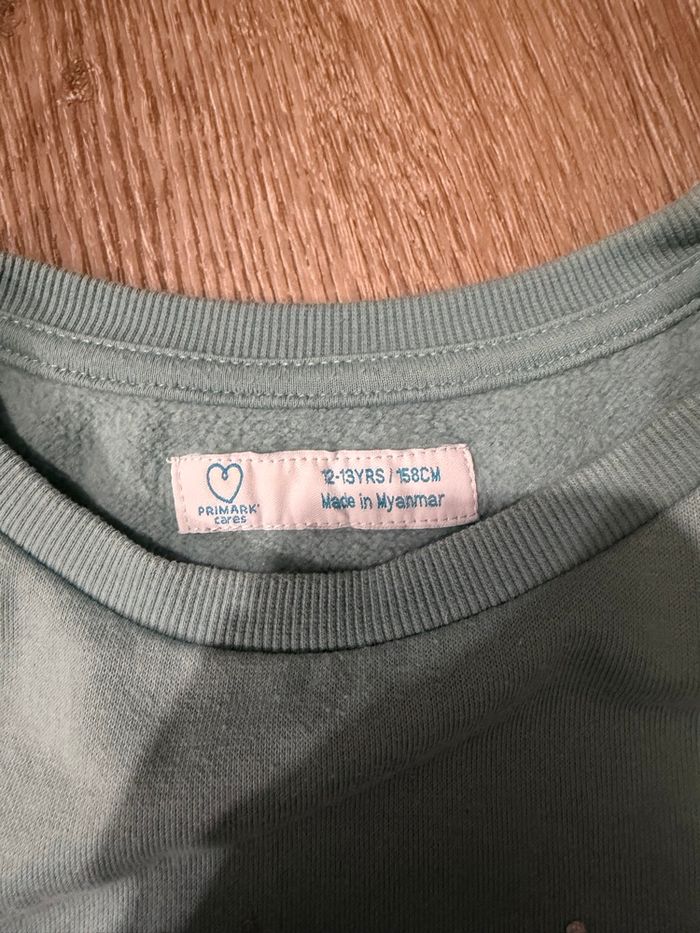 PRIMARK®
cares
12-13YRS / 158CM
Made in Myanmar